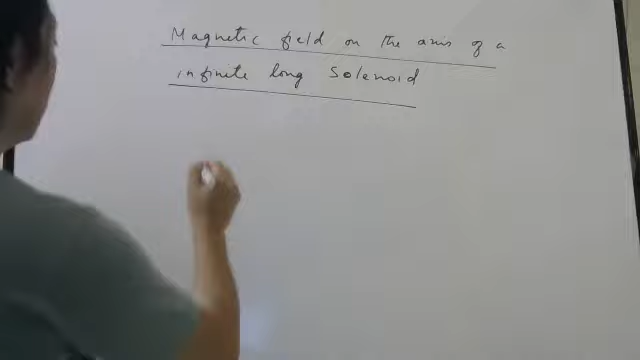 Magnetic field on the axis of a
infinite long Solenoid